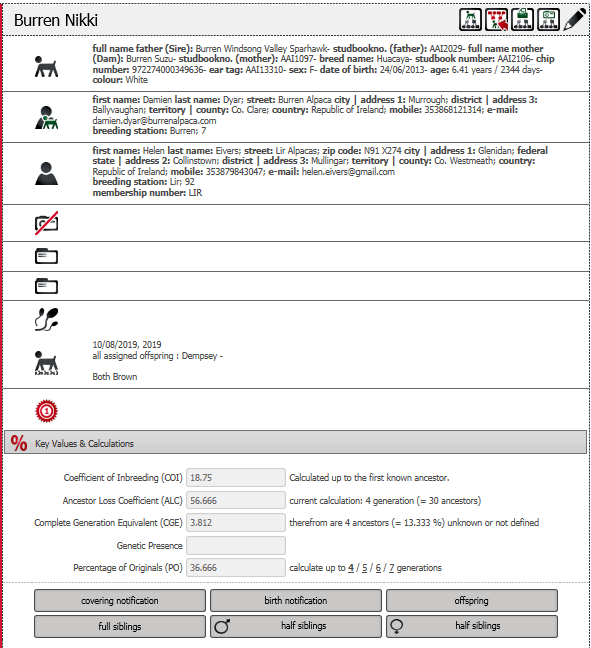 Burren Nikki
full name father (Sire): Burren Windsong Valley Sparhawk- studbookno. (father): AAI2029- full name mother
(Dam): Burren Suzu- studbookno. (mother): AAI1097- breed name: Huacaya- studbook number: AAI2106- chip
number: 972274000349636- ear tag: AAI13310- sex: F- date of birth: 24/06/2013- age: 6.41 years / 2344 days-
colour: White
first name: Damien last name: Dyar; street: Burren Alpaca city | address 1: Murrough; district | address 3:
Ballyvaughan; territory | county: Co. Clare; country: Republic of Ireland; mobile: 353868121314; e-mail:
damien.dyar@burrenalpaca.com
breeding station: Burren; 7
first name: Helen last name: Eivers; street: Lir Alpacas; zip code: N91 X274 city | address 1: Glenidan; federal
state | address 2: Collinstown; district | address 3: Mullingar; territory | county: Co. Westmeath; country:
Republic of Ireland; mobile: 353879843047; e-mail: helen.eivers@gmail.com
breeding station: Lir; 92
membership number: LIR
10/08/2019, 2019
all assigned offspring : Dempsey -
Both Brown
1
% Key Values & Calculations
Coefficient of Inbreeding (COI) 18.75 Calculated up to the first known ancestor.
Ancestor Loss Coefficient (ALC) 56.666 current calculation: 4 generation (= 30 ancestors)
Complete Generation Equivalent (CGE) 3.812 therefrom are 4 ancestors (= 13.333 %) unknown or not defined
Genetic Presence
Percentage of Originals (PO) 36.666 calculate up to 4 / 5 / 6 / 7 generations
covering notification birth notification offspring
full siblings half siblings half siblings